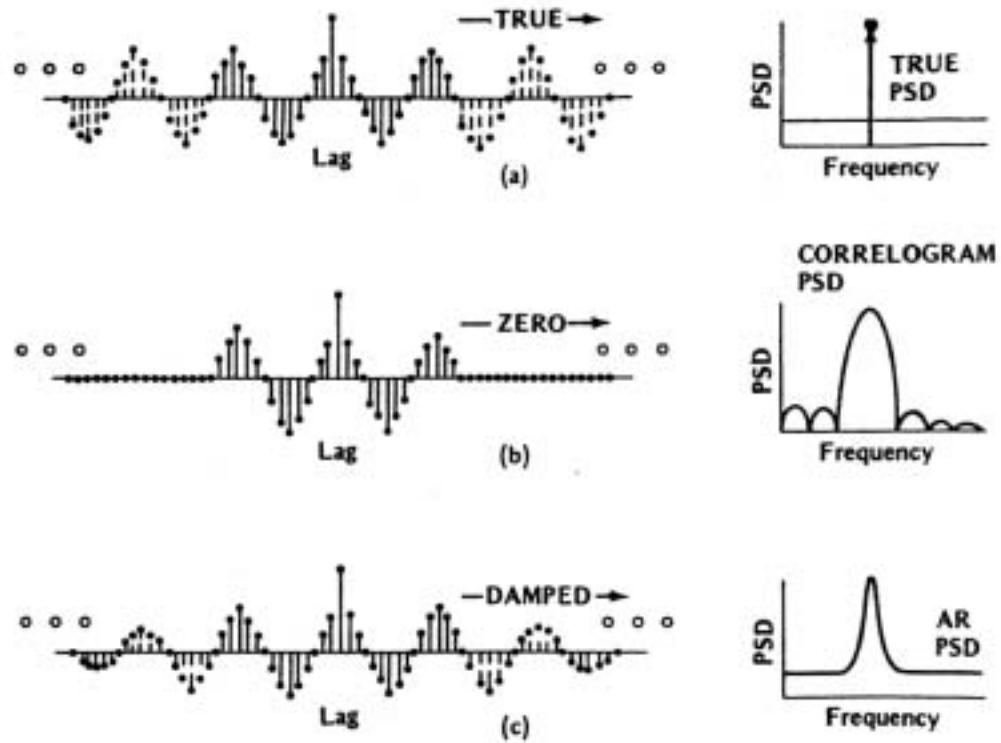 TRUE
PSD
TRUE
PSD
Lag
(a)
Frequency
CORRELOGRAM
PSD
ZERO
PSD
Lag
(b)
Frequency
DAMPED
PSD
AR
PSD
Lag
(c)
Frequency